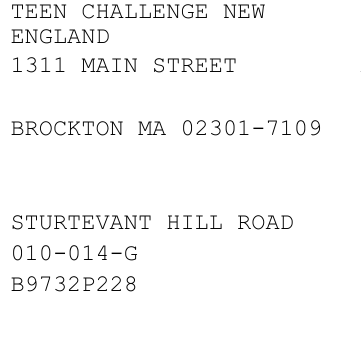 TEEN CHALLENGE NEW
ENGLAND
1311 MAIN STREET
BROCKTON MA 02301-7109
STURTEVANT HILL ROAD
010-014-G
B9732P228